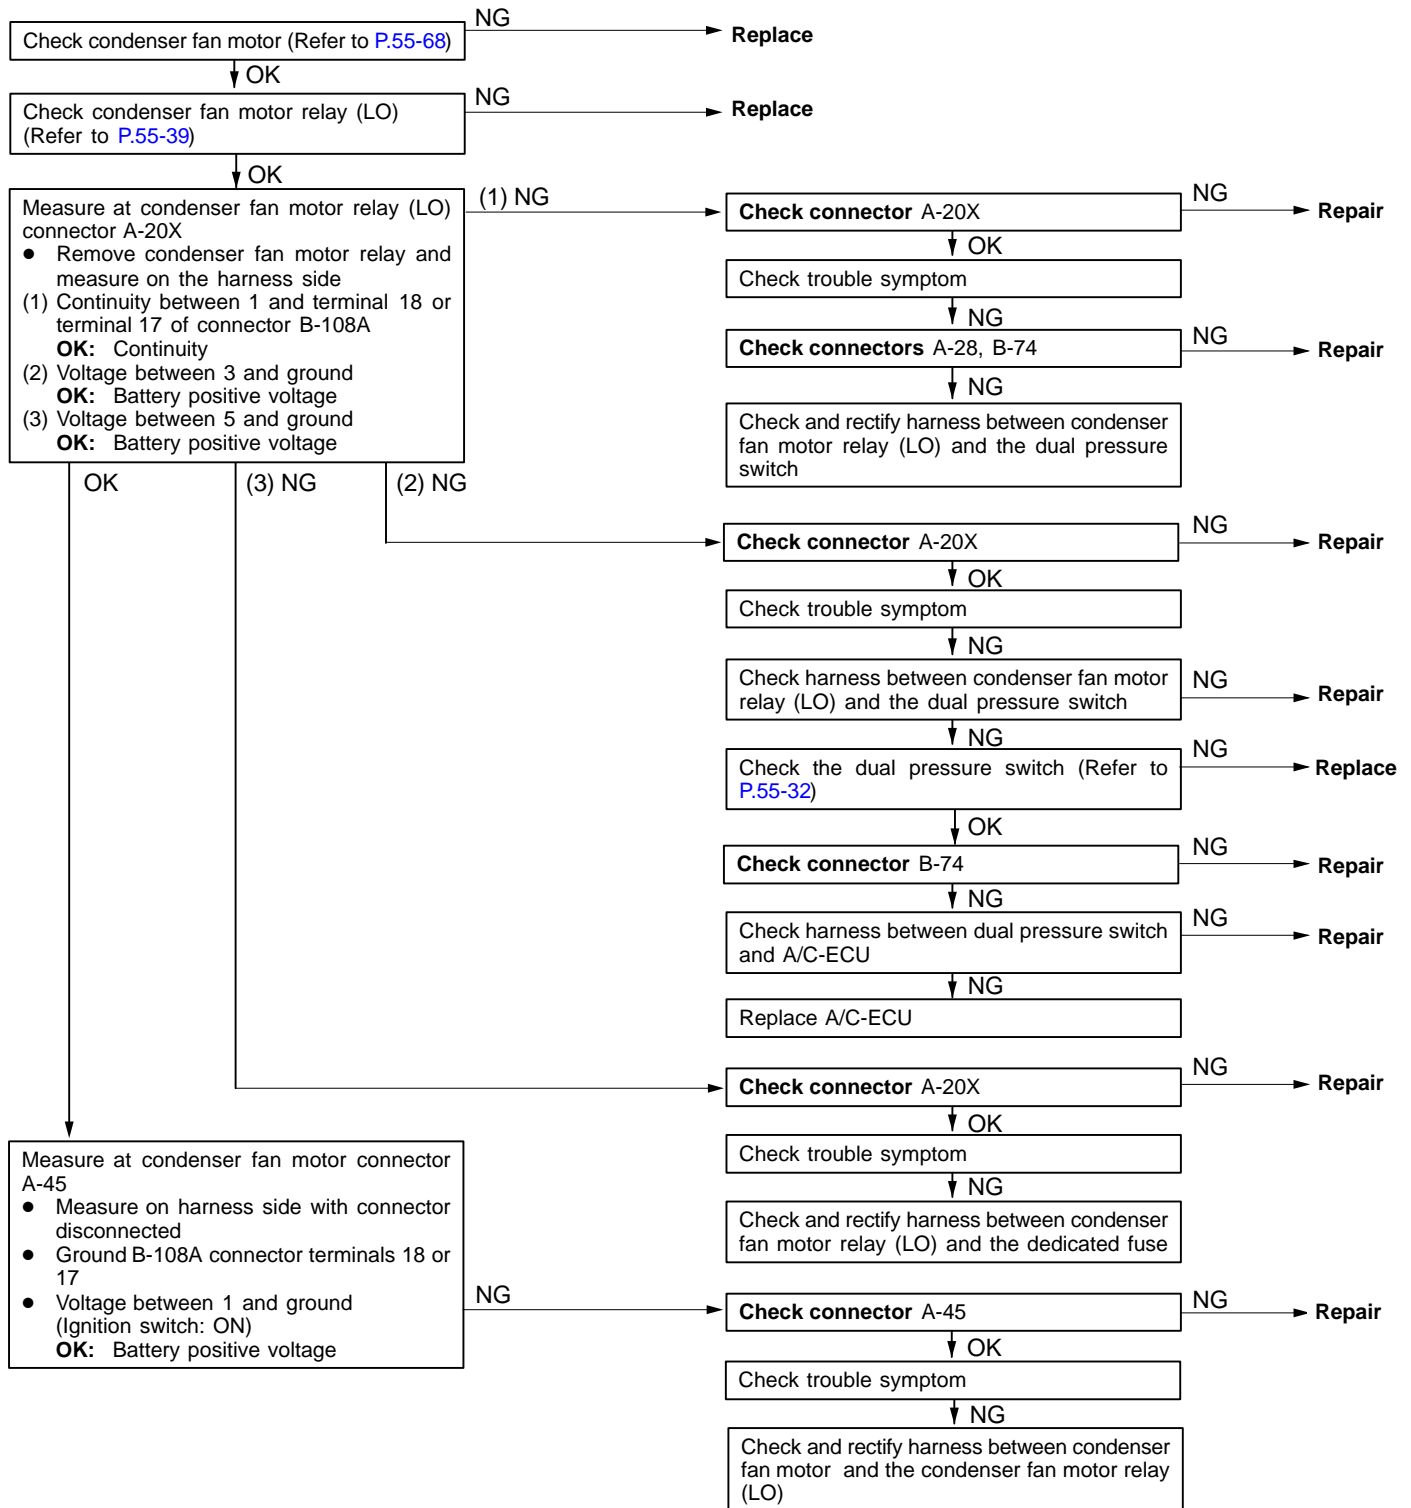 Check condenser fan motor (Refer to P.55-68)
NG
Replace
OK
Check condenser fan motor relay (LO)
(Refer to P.55-39)
NG
Replace
OK
Measure at condenser fan motor relay (LO)
connector A-20X
● Remove condenser fan motor relay and
measure on the harness side
(1) Continuity between 1 and terminal 18 or
terminal 17 of connector B-108A
OK: Continuity
(2) Voltage between 3 and ground
OK: Battery positive voltage
(3) Voltage between 5 and ground
OK: Battery positive voltage
(1) NG
Check connector A-20X
NG
Repair
OK
Check trouble symptom
NG
Check connectors A-28, B-74
NG
Repair
NG
Check and rectify harness between condenser
fan motor relay (LO) and the dual pressure
switch
OK
(3) NG
(2) NG
Check connector A-20X
NG
Repair
OK
Check trouble symptom
NG
Check harness between condenser fan motor
relay (LO) and the dual pressure switch
NG
Repair
NG
Check the dual pressure switch (Refer to
P.55-32)
NG
Replace
OK
Check connector B-74
NG
Repair
NG
Check harness between dual pressure switch
and A/C-ECU
NG
Repair
NG
Replace A/C-ECU
Check connector A-20X
NG
Repair
OK
Check trouble symptom
NG
Check and rectify harness between condenser
fan motor relay (LO) and the dedicated fuse
Measure at condenser fan motor connector
A-45
● Measure on harness side with connector
disconnected
● Ground B-108A connector terminals 18 or
17
● Voltage between 1 and ground
(Ignition switch: ON)
OK: Battery positive voltage
NG
Check connector A-45
NG
Repair
OK
Check trouble symptom
NG
Check and rectify harness between condenser
fan motor and the condenser fan motor relay
(LO)